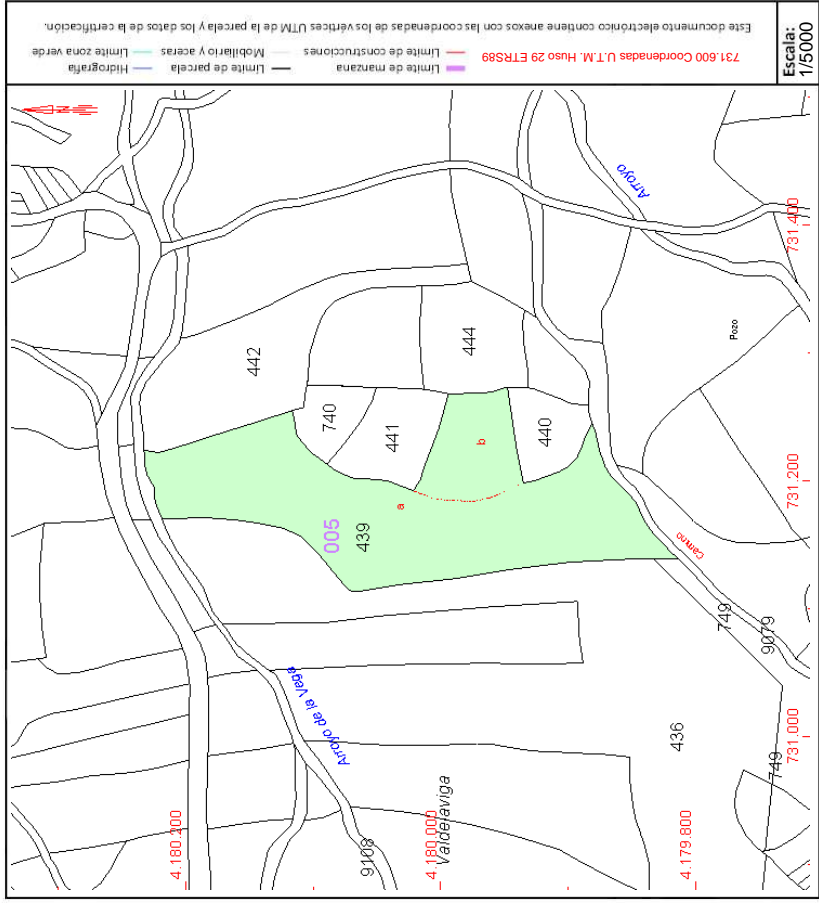 Este documento electrónico contiene anexos con las coordenadas de los vértices UTM de la parcela y los datos de la certificación.
731.600 Coordenadas U.T.M. Huso 29 ETRS89
Límite de manzana
Límite de construcciones
Límite de parcela
Mobiliario y aceras
Hidrografía
Límite zona verde
Escala:
1/5000
N
442
740
441
444
440
b
a
005
439
Arroyo
731.400
Pozo
731.200
Camino
749
9079
436
731.000
749
Arroyo de la Vega
Valdelaviga
9108
4.180.200
4.180.000
4.179.800